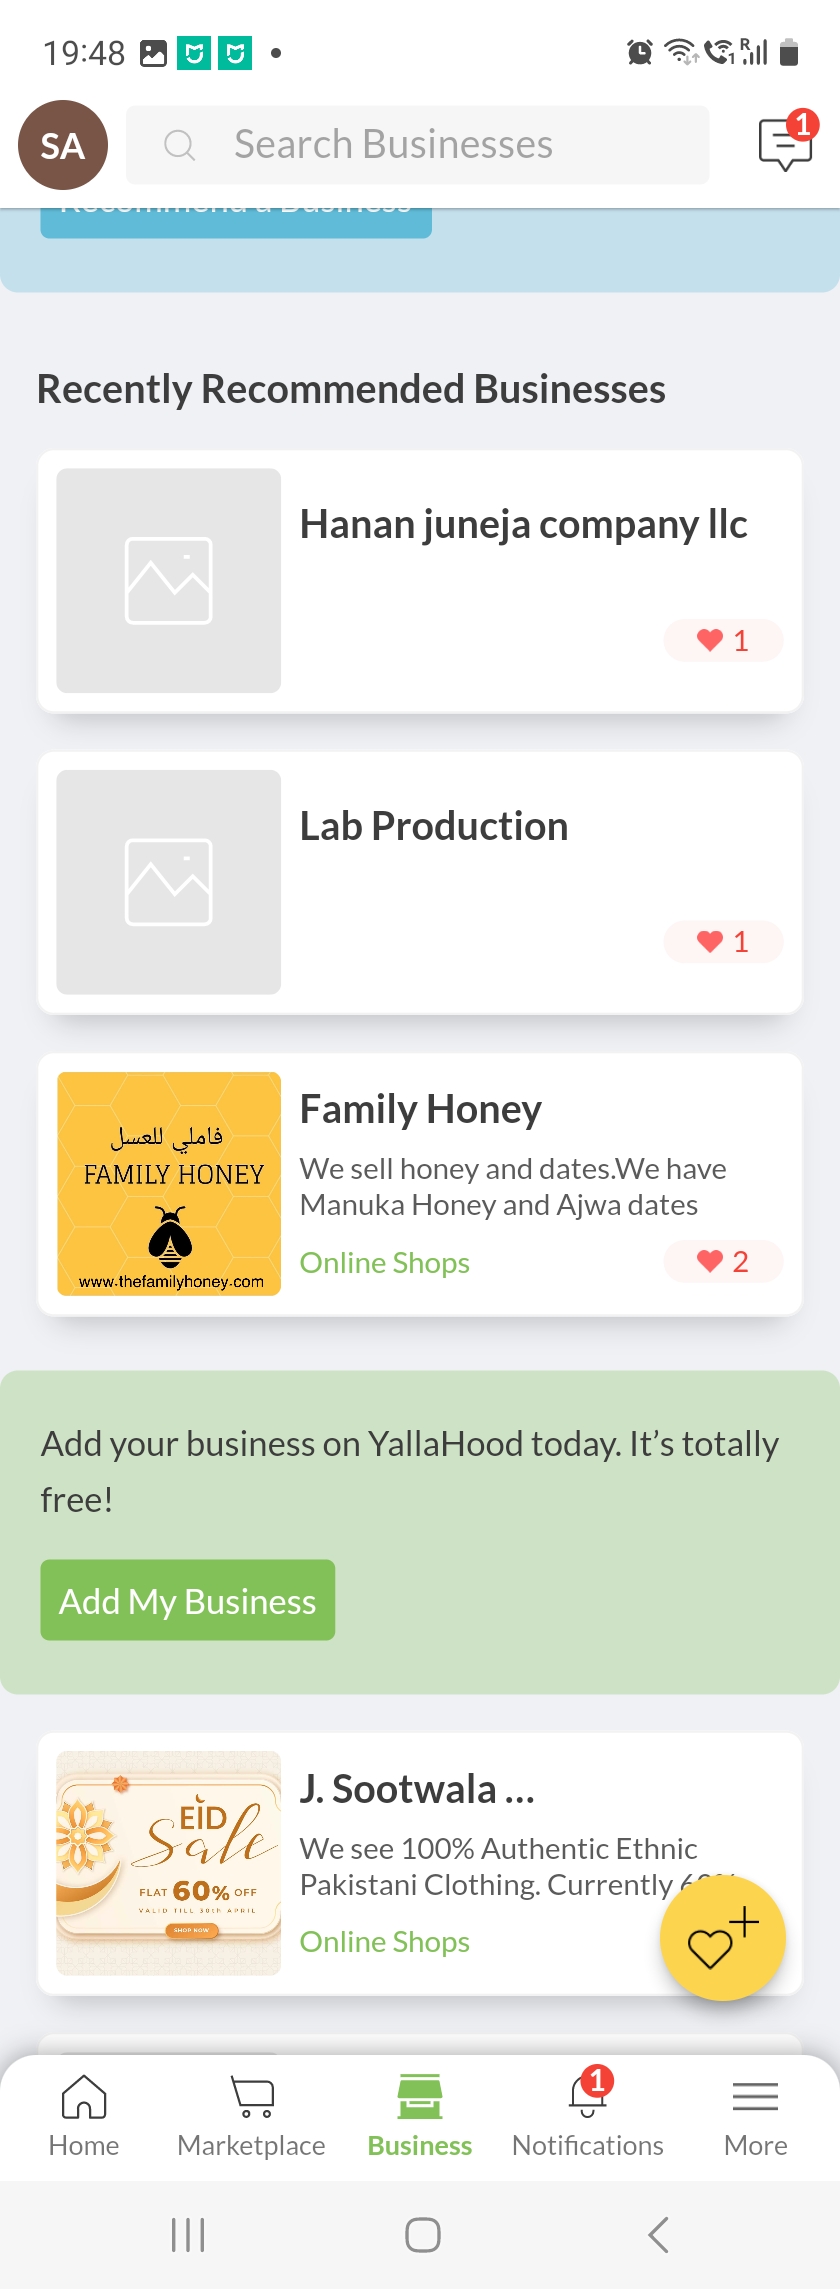 19:48
R
1
SA
Search Businesses
1
Recommend a Business
Recently Recommended Businesses
Hanan juneja company llc
1
Lab Production
1
فاملي للعسل
FAMILY HONEY
www.thefamilyhoney.com
Family Honey
We sell honey and dates.We have
Manuka Honey and Ajwa dates
Online Shops
2
Add your business on YallaHood today. It’s totally
free!
Add My Business
EID
Sale
FLAT 60% OFF
VALID TILL 30th APRIL
SHOP NOW
J. Sootwala ...
We see 100% Authentic Ethnic
Pakistani Clothing. Currently
Online Shops
1
Home
Marketplace
Business
Notifications
More